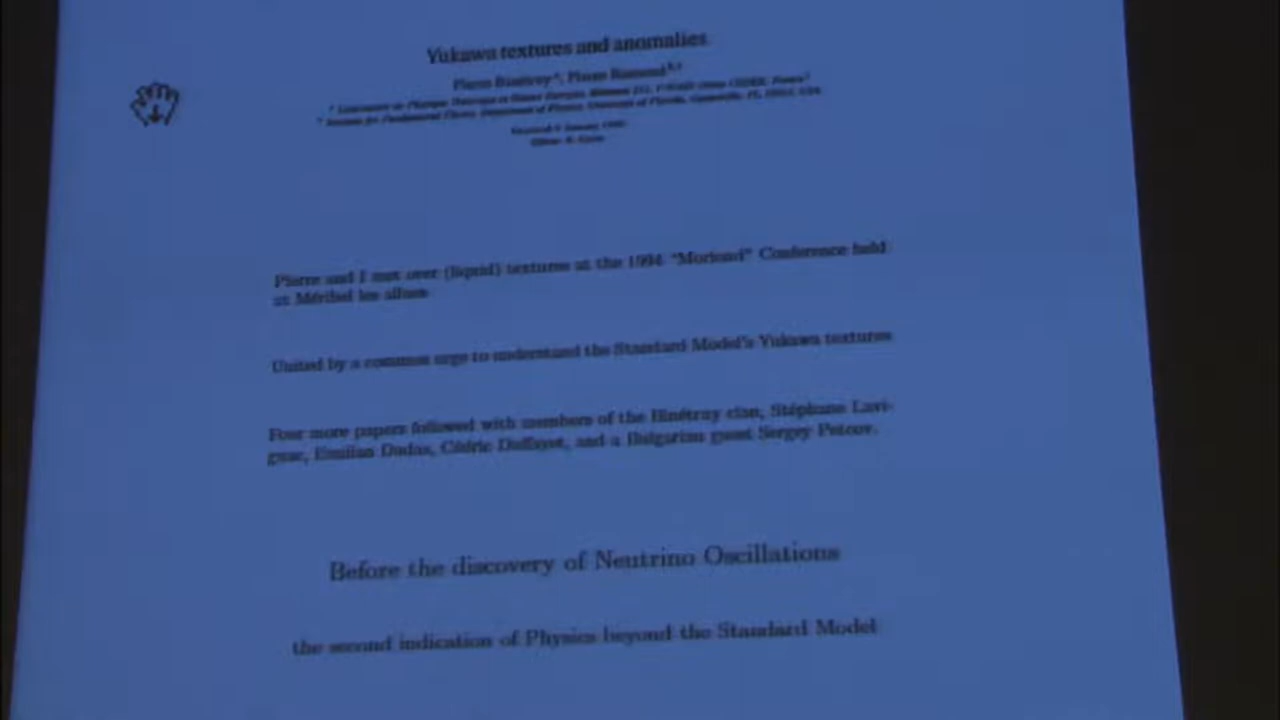 Yukawa textures and anomalies
Pierre Binétruy a, Pierre Ramond b,1
Pierre and I met over (liquid) textures at the 1994 "Moriond" Conference held
at Méribel les allues
United by a common urge to understand the Standard Model's Yukawa textures
Four more papers followed with members of the Binétruy clan, Stéphane Lavi-
gnac, Emilian Dudas, Cédric Deffayet, and a Bulgarian guest Sergey Petcov.
Before the discovery of Neutrino Oscillations
the second indication of Physics beyond the Standard Model